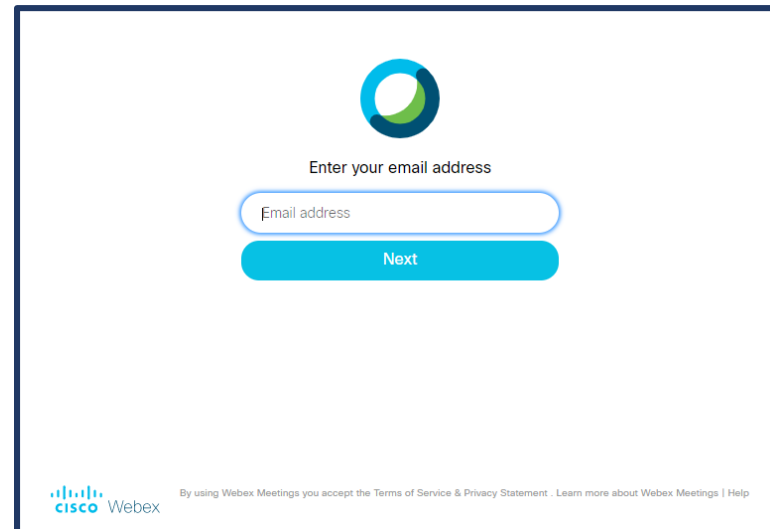 Enter your email address
Email address
Next
CISCO Webex
By using Webex Meetings you accept the Terms of Service & Privacy Statement . Learn more about Webex Meetings | Help